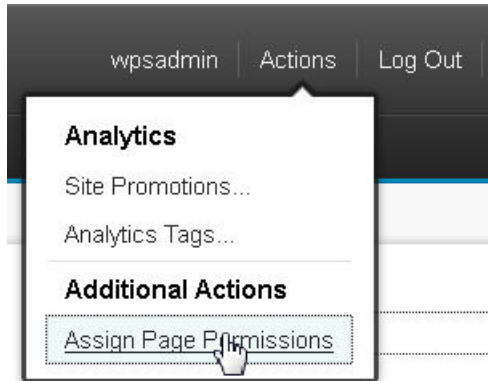 wpsadmin Actions Log Out
Analytics
Site Promotions...
Analytics Tags...
Additional Actions
Assign Page Permissions